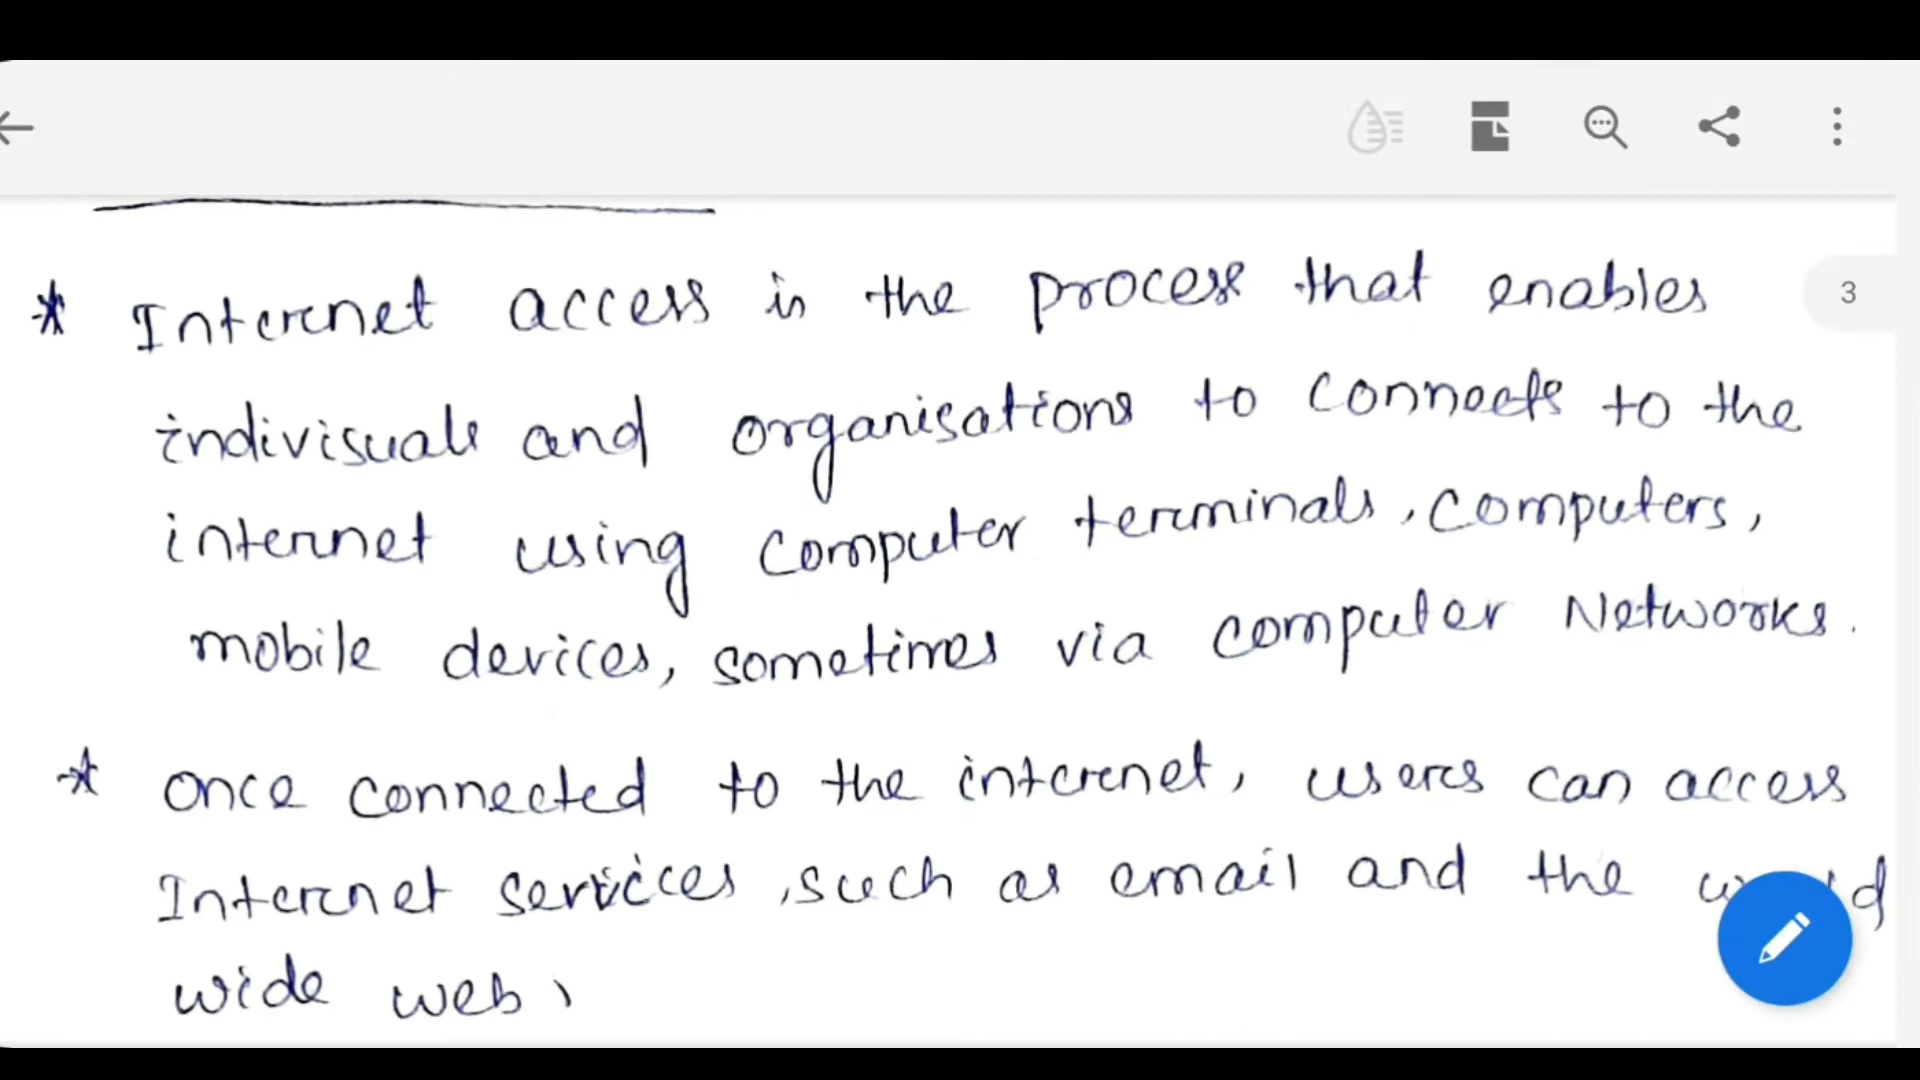 3
* Internet access is the process that enables
indivisuals and organisations to connects to the
internet using computer terminals, computers,
mobile devices, sometimes via computer Networks.
* once connected to the internet, users can access
Internet services, such as email and the
wide web,